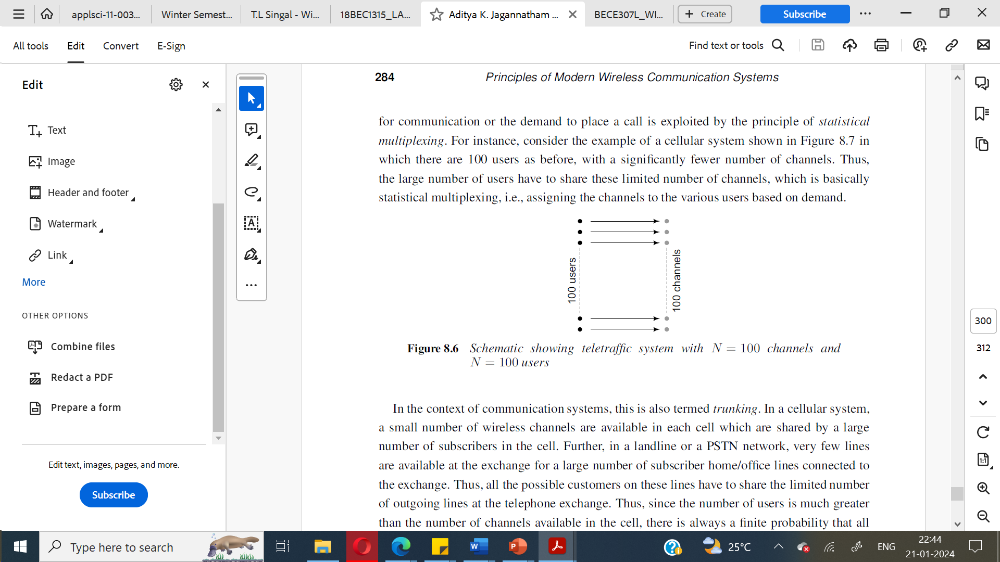 applsci-11-003...
Winter Semest...
T.L Singal - Wi...
18BEC1315_LA...
Aditya K. Jagannatham ...
BECE307L_WI...
+ Create
Subscribe
All tools
Edit
Convert
E-Sign
Find text or tools
Edit
Text
Image
Header and footer
Watermark
Link
More
OTHER OPTIONS
Combine files
Redact a PDF
Prepare a form
Edit text, images, pages, and more.
Subscribe
284
Principles of Modern Wireless Communication Systems
for communication or the demand to place a call is exploited by the principle of statistical
multiplexing. For instance, consider the example of a cellular system shown in Figure 8.7 in
which there are 100 users as before, with a significantly fewer number of channels. Thus,
the large number of users have to share these limited number of channels, which is basically
statistical multiplexing, i.e., assigning the channels to the various users based on demand.
100 users
100 channels
Figure 8.6 Schematic showing teletraffic system with N = 100 channels and
N = 100 users
In the context of communication systems, this is also termed trunking. In a cellular system,
a small number of wireless channels are available in each cell which are shared by a large
number of subscribers in the cell. Further, in a landline or a PSTN network, very few lines
are available at the exchange for a large number of subscriber home/office lines connected to
the exchange. Thus, all the possible customers on these lines have to share the limited number
of outgoing lines at the telephone exchange. Thus, since the number of users is much greater
than the number of channels available in the cell, there is always a finite probability that all
300
312
1:1
Type here to search
25°C
ENG
22:44
21-01-2024